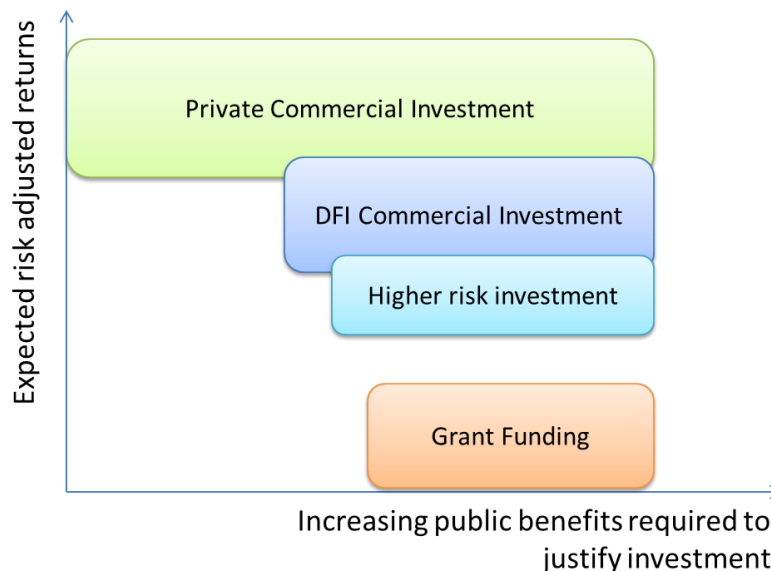 Expected risk adjusted returns
Private Commercial Investment
DFI Commercial Investment
Higher risk investment
Grant Funding
Increasing public benefits required to
justify investment